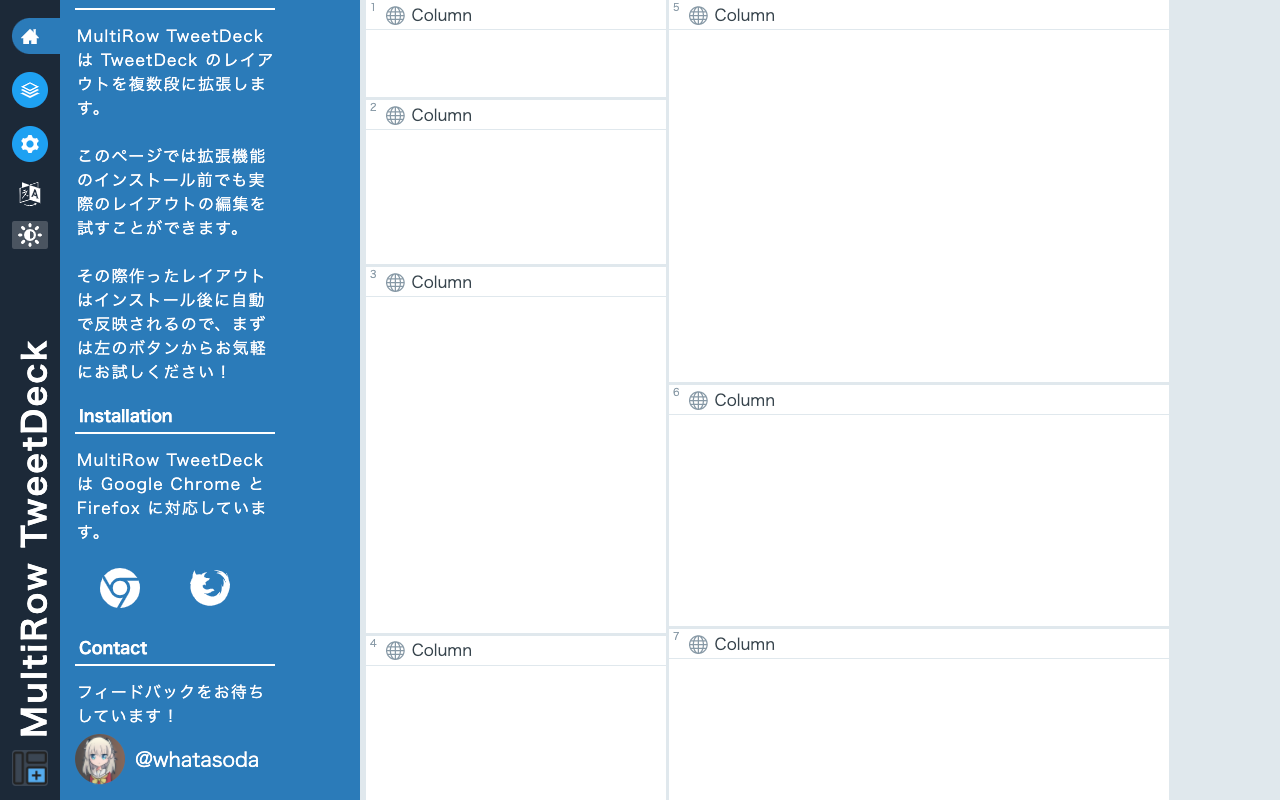 MultiRow TweetDeck
MultiRow TweetDeck
は TweetDeck のレイア
ウトを複数段に拡張しま
す。
このページでは拡張機能
のインストール前でも実
際のレイアウトの編集を
試すことができます。
その際作ったレイアウト
はインストール後に自動
で反映されるので、まず
は左のボタンからお気軽
にお試しください！
Installation
MultiRow TweetDeck
は Google Chrome と
Firefox に対応していま
す。
Contact
フィードバックをお待ち
しています！
@whatasoda
1 Column
2 Column
3 Column
4 Column
5 Column
6 Column
7 Column